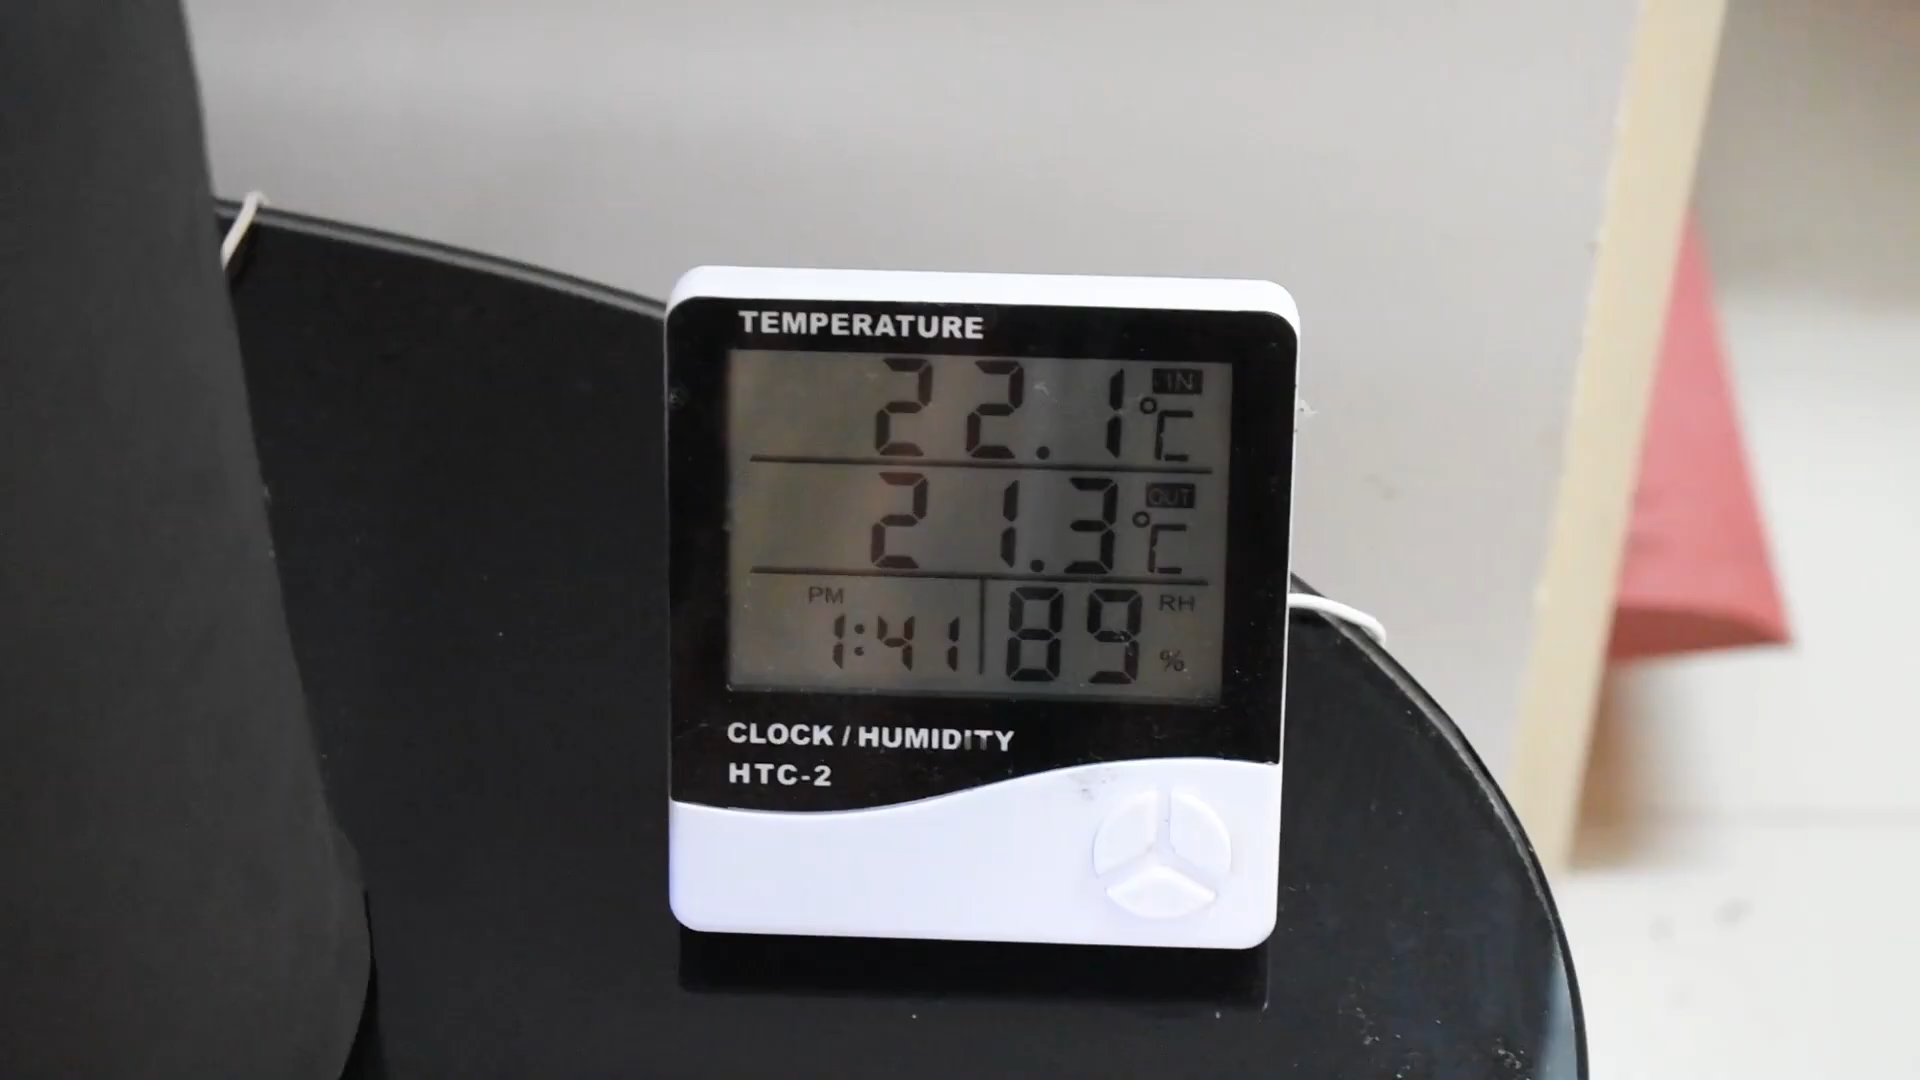 TEMPERATURE
22.1 °C IN
21.3 °C OUT
PM 1:41 89 RH %
CLOCK / HUMIDITY
HTC-2